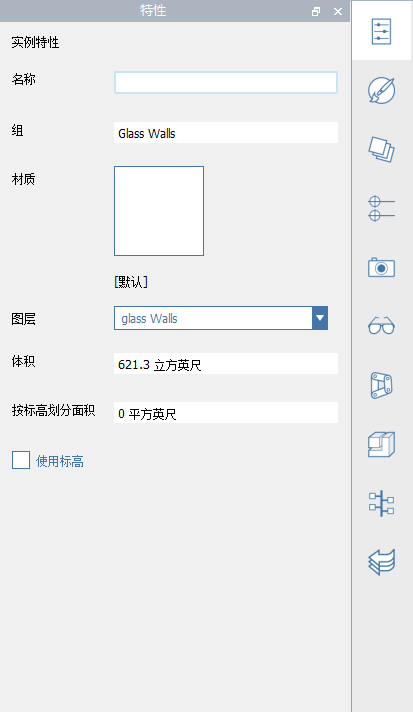 特性
实例特性
名称
组 Glass Walls
材质
[默认]
图层 glass Walls
体积 621.3 立方英尺
按标高划分面积 0 平方英尺
使用标高